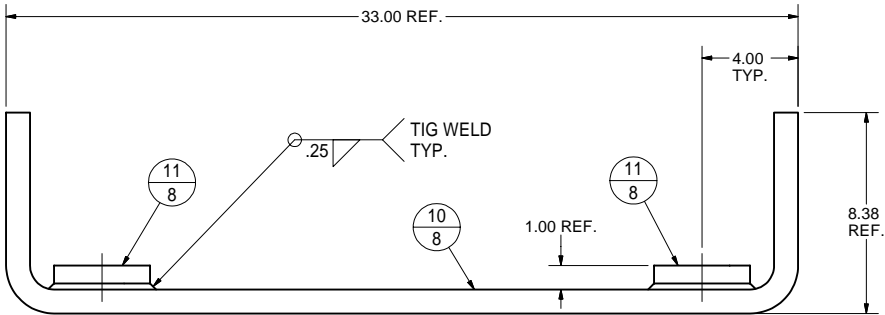 33.00 REF.
4.00
TYP.
TIG WELD
TYP.
.25
11
8
11
8
10
8
1.00 REF.
8.38
REF.